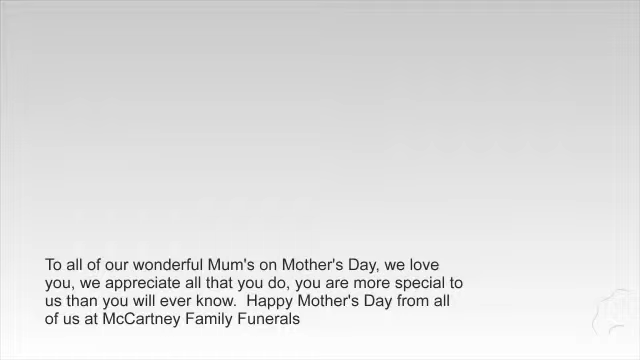 To all of our wonderful Mum's on Mother's Day, we love
you, we appreciate all that you do, you are more special to
us than you will ever know.  Happy Mother's Day from all
of us at McCartney Family Funerals